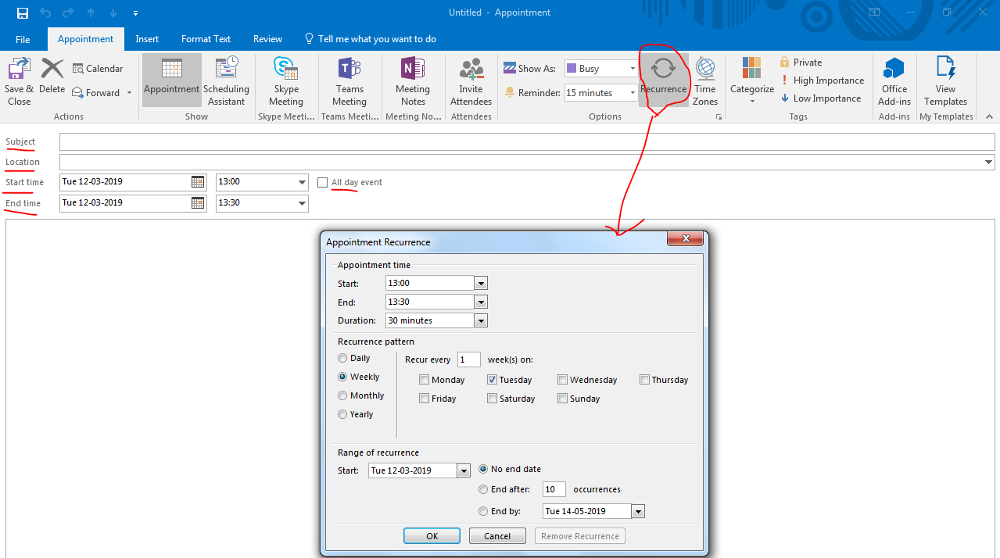 Untitled - Appointment
File Appointment Insert Format Text Review Tell me what you want to do
Save & Close Delete Calendar Forward Appointment Scheduling Assistant Skype Meeting Teams Meeting Meeting Notes Invite Attendees Show As: Busy Reminder: 15 minutes Recurrence Time Zones Categorize Private High Importance Low Importance Office Add-ins View Templates
Actions Show Skype Meeti... Teams Meeti... Meeting No... Attendees Options Tags Add-ins My Templates
Subject
Location
Start time Tue 12-03-2019 13:00 All day event
End time Tue 12-03-2019 13:30
Appointment Recurrence
Appointment time
Start: 13:00
End: 13:30
Duration: 30 minutes
Recurrence pattern
Daily Recur every 1 week(s) on:
Weekly Monday Tuesday Wednesday Thursday
Monthly Friday Saturday Sunday
Yearly
Range of recurrence
Start: Tue 12-03-2019 No end date
End after: 10 occurrences
End by: Tue 14-05-2019
OK Cancel Remove Recurrence